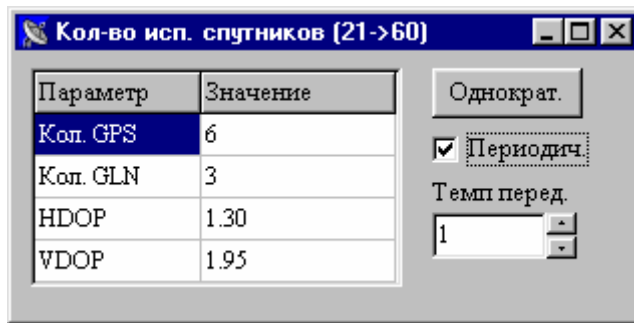 Кол-во исп. спутников (21->60)
Параметр Значение
Кол. GPS 6
Кол. GLN 3
HDOP 1.30
VDOP 1.95
Однократ.
Периодич.
Темп перед.
1